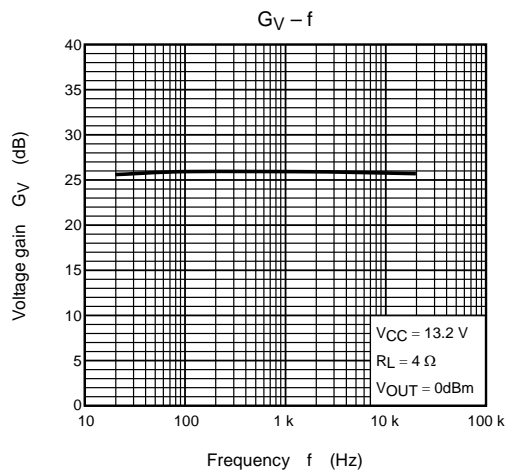 GV – f
40
35
30
25
20
15
10
5
0
Voltage gain GV (dB)
VCC = 13.2 V
RL = 4 Ω
VOUT = 0dBm
10 100 1 k 10 k 100 k
Frequency f (Hz)